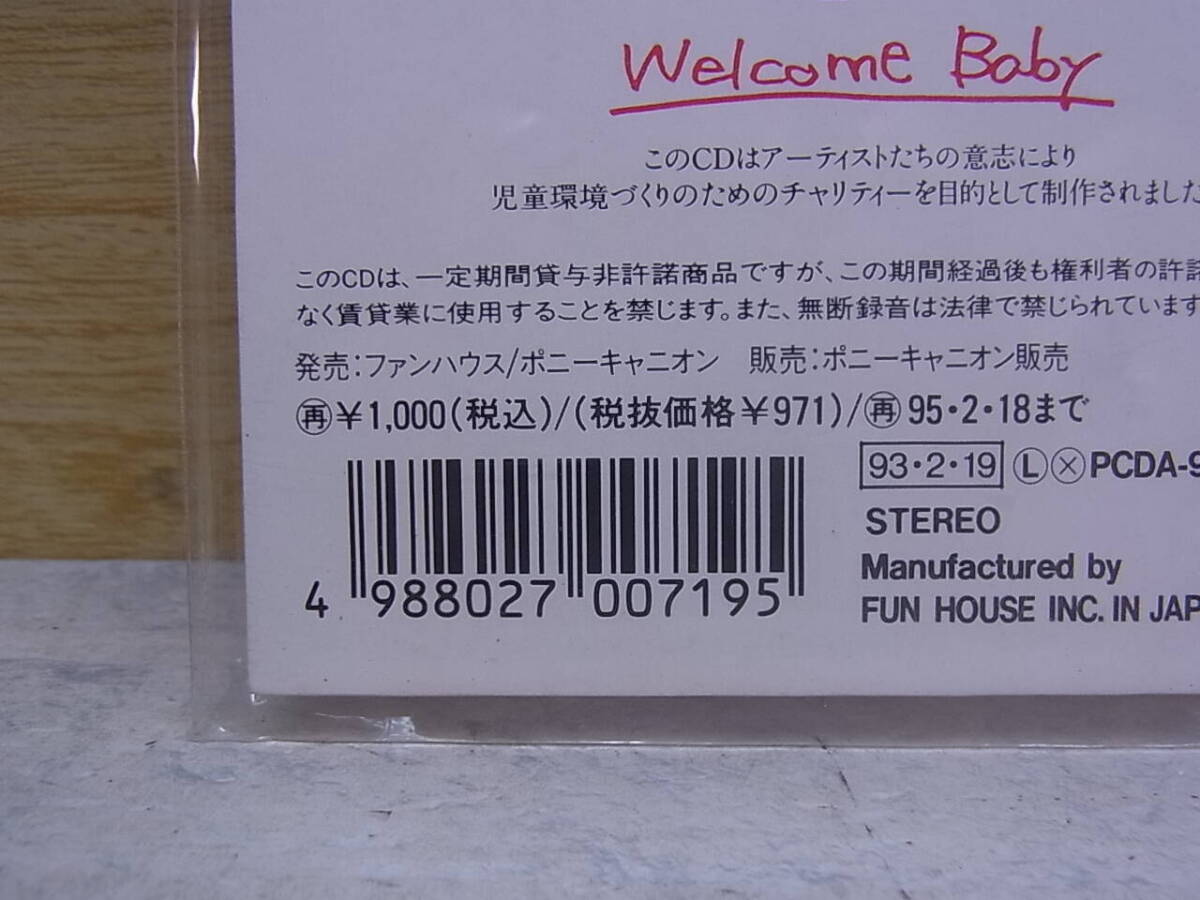 Welcome Baby
このCDはアーティストたちの意志により
児童環境づくりのためのチャリティーを目的として制作されました
このCDは、一定期間貸与非許諾商品ですが、この期間経過後も権利者の許諾
なく賃貸業に使用することを禁じます。また、無断録音は法律で禁じられています
発売:ファンハウス/ポニーキャニオン 販売:ポニーキャニオン販売
㊞再¥1,000(税込)/(税抜価格¥971)/再95・2・18まで
93・2・19 Ⓛ ⓧ PCDA-9
STEREO
Manufactured by
FUN HOUSE INC. IN JAP
4 988027 007195